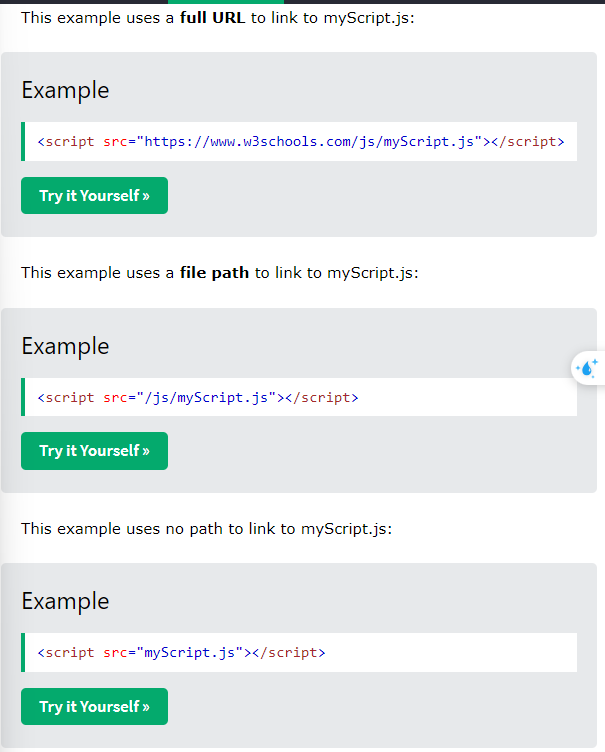 This example uses a full URL to link to myScript.js:
Example
<script src="https://www.w3schools.com/js/myScript.js"></script>
Try it Yourself »
This example uses a file path to link to myScript.js:
Example
<script src="/js/myScript.js"></script>
Try it Yourself »
This example uses no path to link to myScript.js:
Example
<script src="myScript.js"></script>
Try it Yourself »